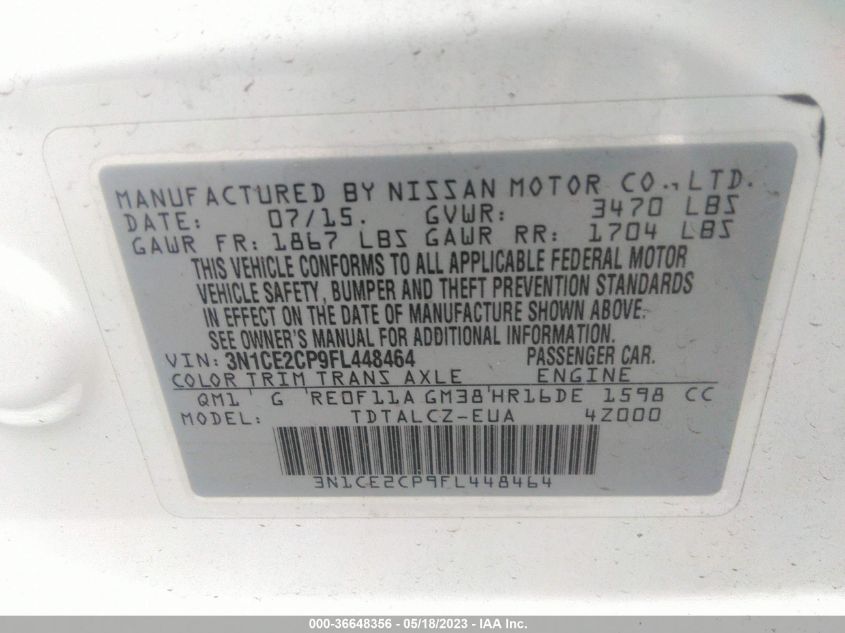 MANUFACTURED BY NISSAN MOTOR CO., LTD.
DATE: 07/15. GVWR: 3470 LBS
GAWR FR: 1867 LBS GAWR RR: 1704 LBS
THIS VEHICLE CONFORMS TO ALL APPLICABLE FEDERAL MOTOR
VEHICLE SAFETY, BUMPER AND THEFT PREVENTION STANDARDS
IN EFFECT ON THE DATE OF MANUFACTURE SHOWN ABOVE.
SEE OWNER'S MANUAL FOR ADDITIONAL INFORMATION.
VIN: 3N1CE2CP9FL448464 PASSENGER CAR.
COLOR TRIM TRANS AXLE ENGINE
QM1 G RE0F11A GM38 HR16DE 1598 CC
MODEL: TDTALCZ-EUA 4Z000
3N1CE2CP9FL448464
000-36648356 - 05/18/2023 - IAA Inc.